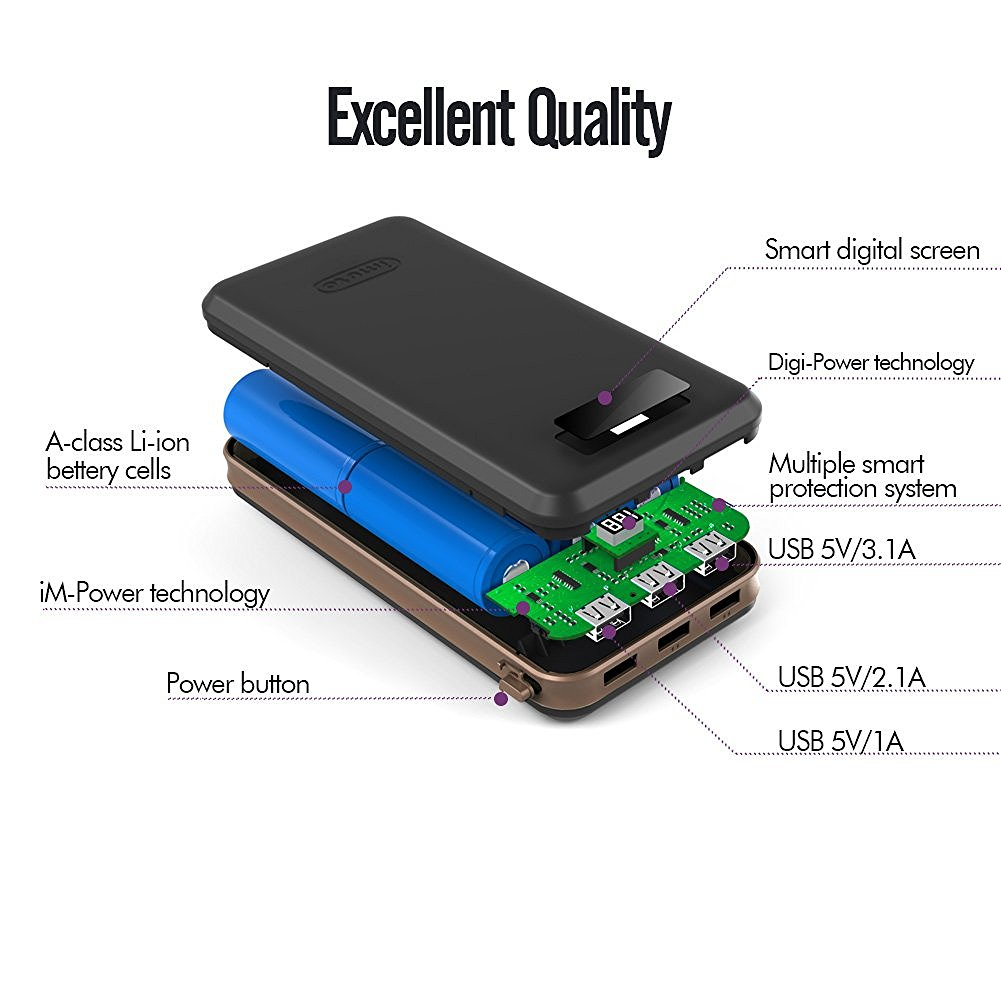 Excellent Quality
Smart digital screen
Digi-Power technology
A-class Li-ion
bettery cells
Multiple smart
protection system
USB 5V/3.1A
iM-Power technology
USB 5V/2.1A
Power button
USB 5V/1A